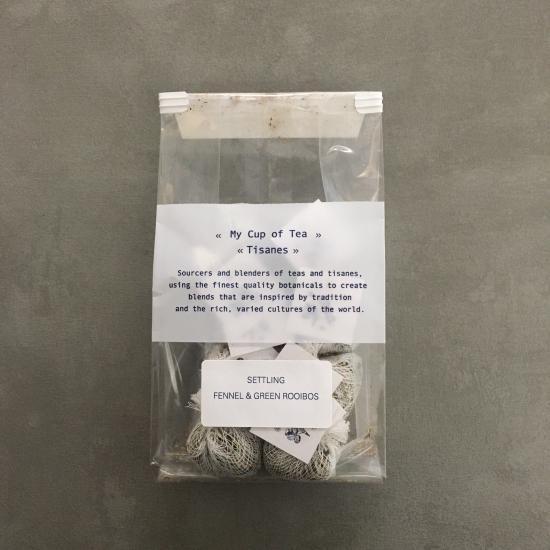 « My Cup of Tea »
« Tisanes »
Sourcers and blenders of teas and tisanes,
using the finest quality botanicals to create
blends that are inspired by tradition
and the rich, varied cultures of the world.
SETTLING
FENNEL & GREEN ROOIBOS